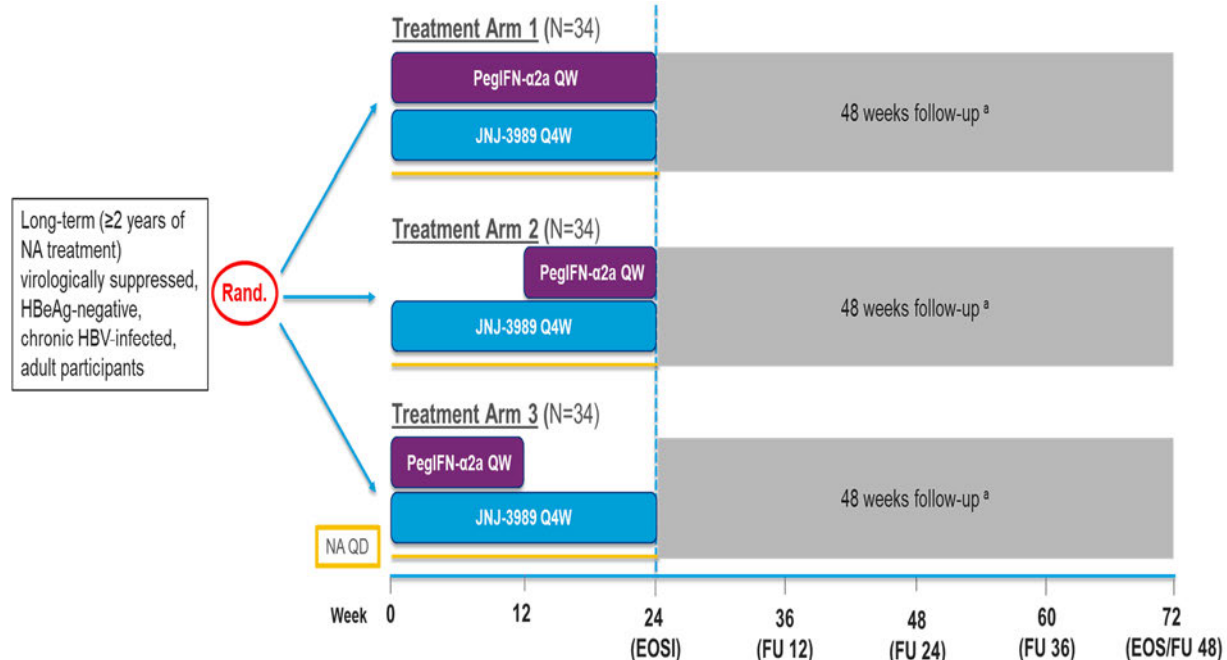 Treatment Arm 1 (N=34)
PegIFN-α2a QW
JNJ-3989 Q4W
48 weeks follow-up a
Long-term (≥2 years of
NA treatment)
virologically suppressed,
HBeAg-negative,
chronic HBV-infected,
adult participants
Rand.
Treatment Arm 2 (N=34)
PegIFN-α2a QW
JNJ-3989 Q4W
48 weeks follow-up a
Treatment Arm 3 (N=34)
PegIFN-α2a QW
JNJ-3989 Q4W
48 weeks follow-up a
NA QD
Week 0 12 24 36 48 60 72
(EOSI) (FU 12) (FU 24) (FU 36) (EOS/FU 48)